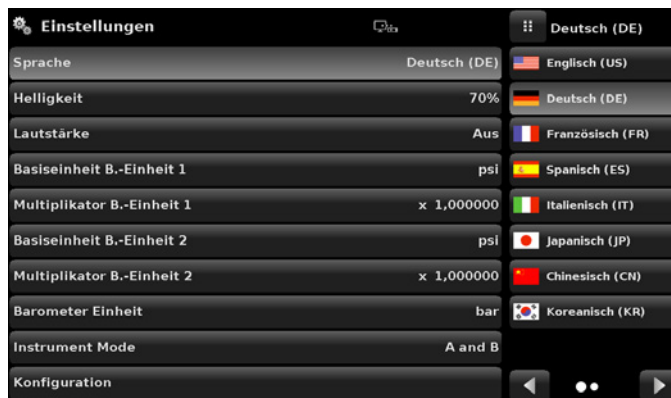 Einstellungen
Sprache Deutsch (DE)
Helligkeit 70%
Lautstärke Aus
Basiseinheit B.-Einheit 1 psi
Multiplikator B.-Einheit 1 x 1,000000
Basiseinheit B.-Einheit 2 psi
Multiplikator B.-Einheit 2 x 1,000000
Barometer Einheit bar
Instrument Mode A and B
Konfiguration
Deutsch (DE)
Englisch (US)
Deutsch (DE)
Französisch (FR)
Spanisch (ES)
Italienisch (IT)
Japanisch (JP)
Chinesisch (CN)
Koreanisch (KR)